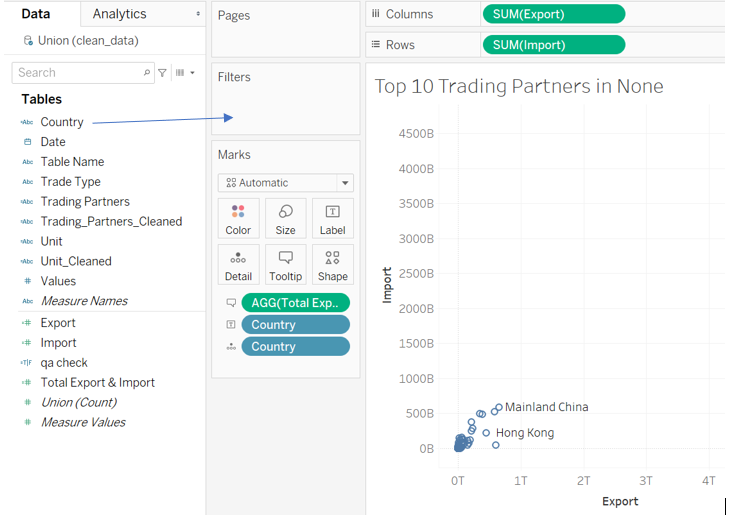 Data
Analytics
Union (clean_data)
Search
Tables
Abc Country
Date
Abc Table Name
Abc Trade Type
Abc Trading Partners
Abc Trading_Partners_Cleaned
Abc Unit
Abc Unit_Cleaned
# Values
Abc Measure Names
# Export
# Import
T|F qa check
# Total Export & Import
# Union (Count)
# Measure Values
Pages
Filters
Marks
Automatic
Color
Size
T
Label
Detail
Tooltip
Shape
AGG(Total Exp..
T Country
Country
Columns
SUM(Export)
Rows
SUM(Import)
Top 10 Trading Partners in None
4500B
4000B
3500B
3000B
2500B
2000B
1500B
1000B
500B
0B
Import
Mainland China
Hong Kong
0T
1T
2T
3T
4T
Export